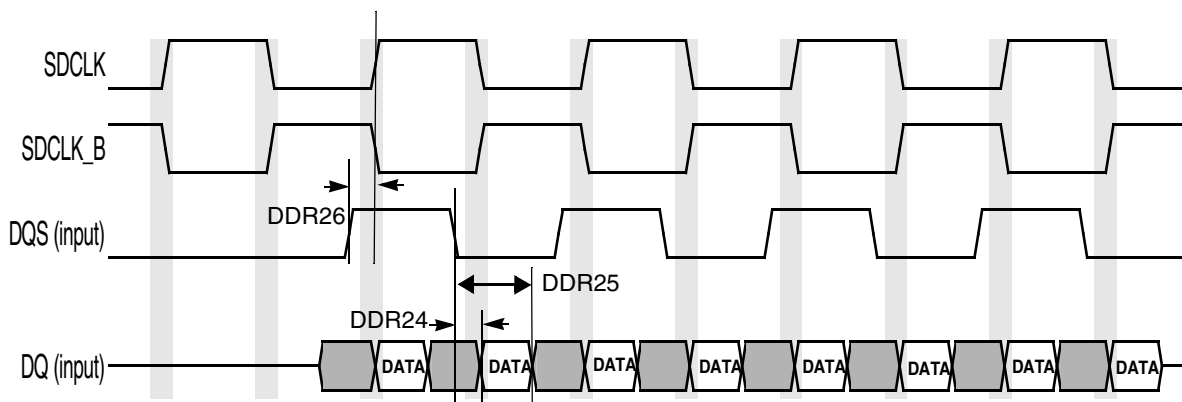 SDCLK
SDCLK_B
DDR26
DQS (input)
DDR25
DDR24
DQ (input)
DATA DATA DATA DATA DATA DATA DATA DATA